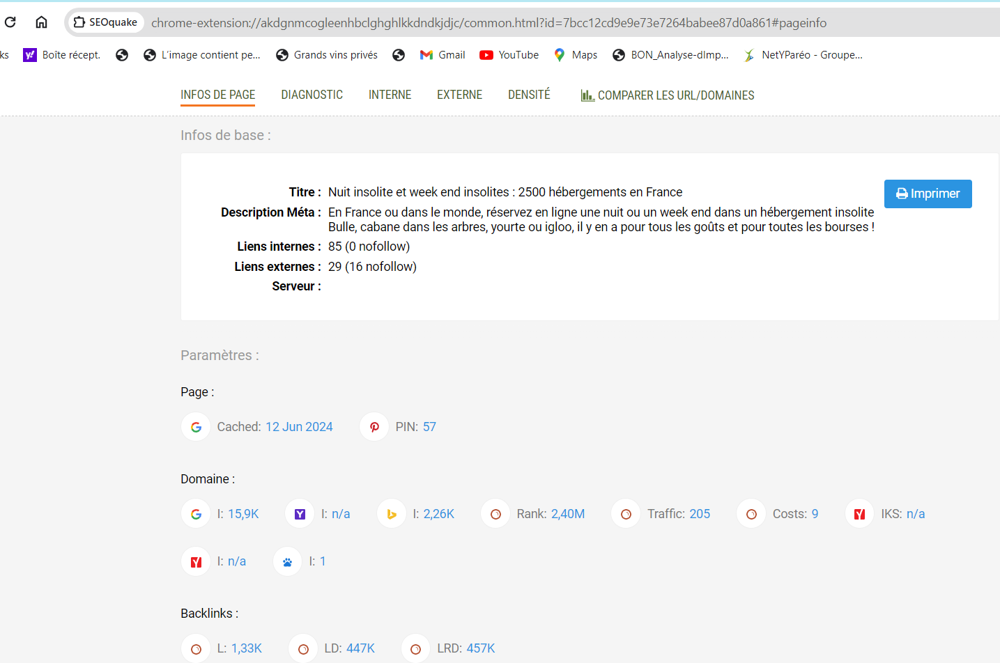 SEOquake chrome-extension://akdgnmcogleenhbclghghlkkdndkjdjc/common.html?id=7bcc12cd9e9e73e7264babee87d0a861#pageinfo
ks Boîte récept. L'image contient pe... Grands vins privés Gmail YouTube Maps BON_Analyse-dImp... NetYParéo - Groupe...
INFOS DE PAGE DIAGNOSTIC INTERNE EXTERNE DENSITÉ COMPARER LES URL/DOMAINES
Infos de base :
Titre : Nuit insolite et week end insolites : 2500 hébergements en France
Imprimer
Description Méta : En France ou dans le monde, réservez en ligne une nuit ou un week end dans un hébergement insolite
Bulle, cabane dans les arbres, yourte ou igloo, il y en a pour tous les goûts et pour toutes les bourses !
Liens internes : 85 (0 nofollow)
Liens externes : 29 (16 nofollow)
Serveur :
Paramètres :
Page :
Cached: 12 Jun 2024 PIN: 57
Domaine :
I: 15,9K I: n/a I: 2,26K Rank: 2,40M Traffic: 205 Costs: 9 IKS: n/a
I: n/a I: 1
Backlinks :
L: 1,33K LD: 447K LRD: 457K